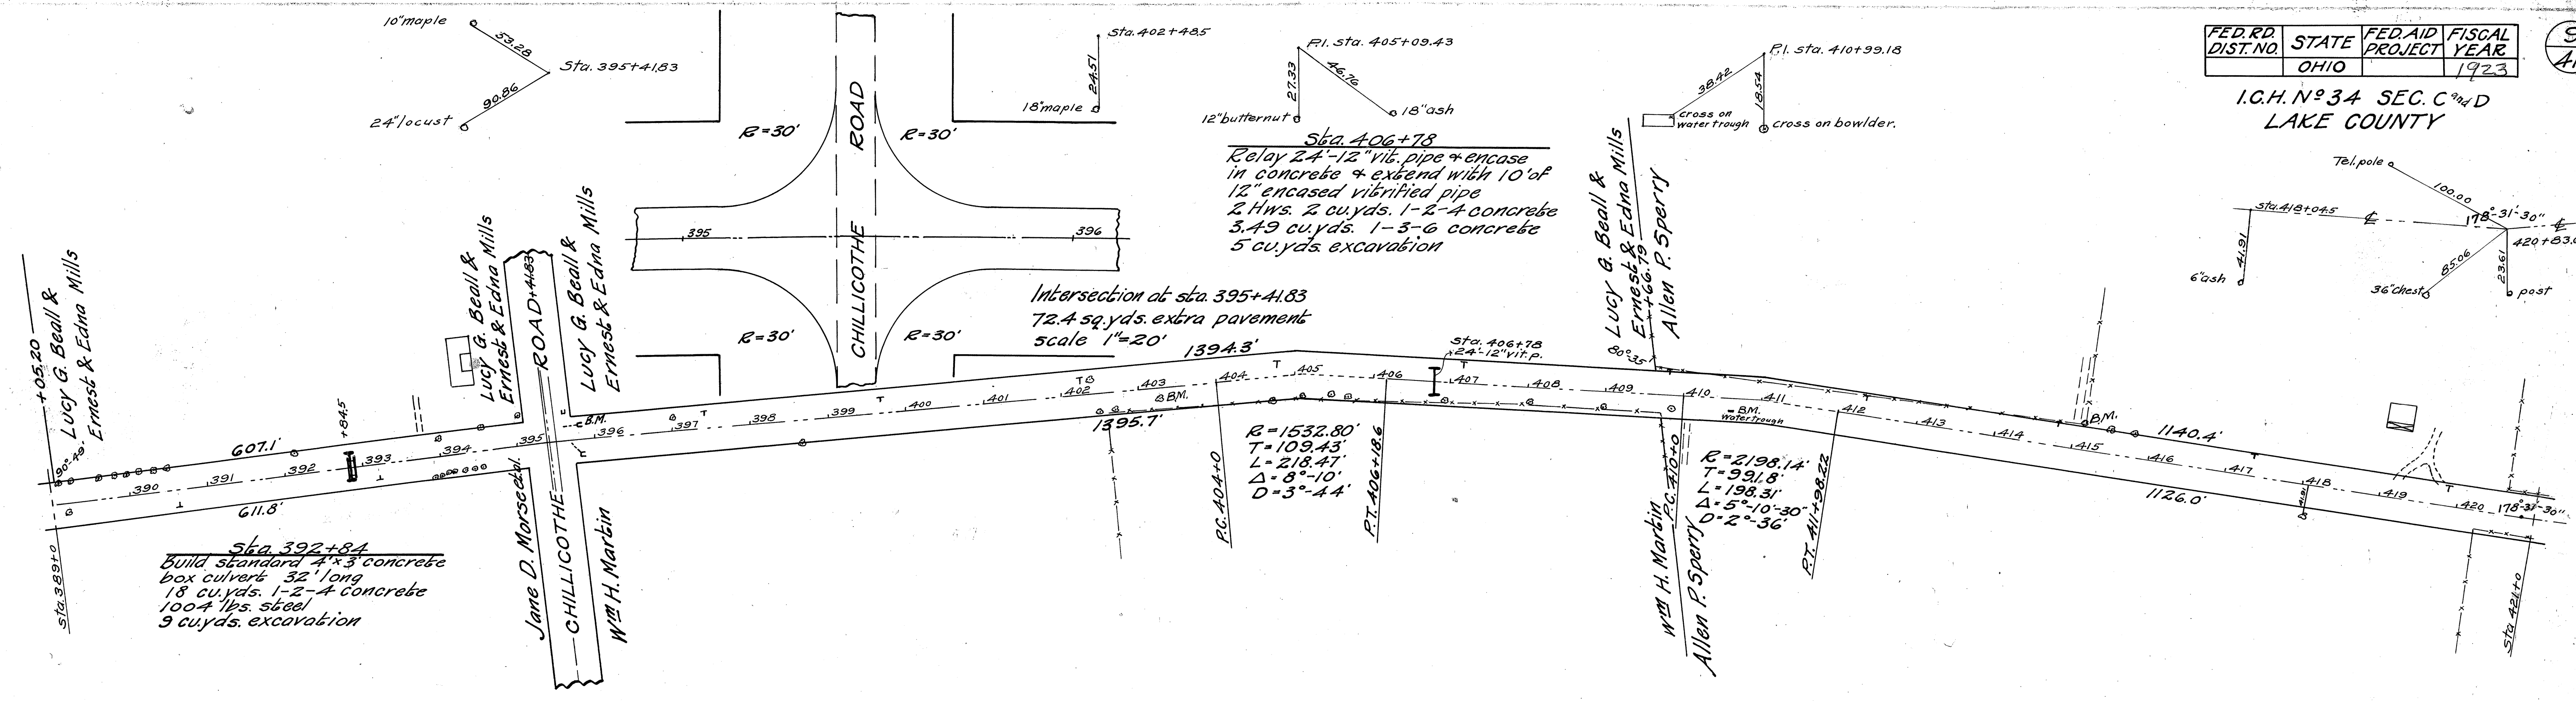 10"maple
53.28
Sta. 395+41.83
90.86
24"locust
CHILLICOTHE ROAD
R=30'
R=30'
R=30'
R=30'
395
396
Sta. 402+48.5
24.51
18"maple
P.I. Sta. 405+09.43
27.33
46.76
12"butternut
18"ash
Sta. 406+78
Relay 24'-12" vit. pipe & encase
in concrete & extend with 10' of
12" encased vitrified pipe
2 Hws. 2 cu.yds. 1-2-4 concrete
3.49 cu.yds. 1-3-6 concrete
5 cu.yds. excavation
P.I. sta. 410+99.18
38.42
18.54
cross on
water trough
cross on bowlder.
FED. RD.
DIST. NO.
STATE
FED. AID
PROJECT
FISCAL
YEAR
OHIO
1923
I.C.H. Nº 34 SEC. C and D
LAKE COUNTY
Tel. pole
100.00
Sta. 418+04.5
℄
178°-31'-30"
℄
41.91
85.06
23.61
6"ash
36"chest
post
Intersection at sta. 395+41.83
72.4 sq.yds. extra pavement
scale 1"=20'
+05.20
Lucy G. Beall &
Ernest & Edna Mills
90°-49'
607.1'
+84.5
390
391
392
393
394
395
396
397
398
399
400
401
402
403
404
405
406
407
408
409
410
411
412
413
414
415
416
417
418
419
420
611.8'
Sta. 389+0
Lucy G. Beall &
Ernest & Edna Mills
ROAD
+41.83
Lucy G. Beall &
Ernest & Edna Mills
B.M.
CHILLICOTHE
Wm H. Martin
Sta. 392+84
Build standard 4'x3' concrete
box culvert 32' long
18 cu.yds. 1-2-4 concrete
1004 lbs. steel
9 cu.yds. excavation
1394.3'
1395.7'
B.M.
P.C. 404+0
R=1532.80'
T=109.43'
L=218.47'
Δ=8°-10'
D=3°-44'
P.T. 406+18.6
Sta. 406+78
24'-12" vit. p.
Lucy G. Beall &
Ernest & Edna Mills
+66.79
Allen P. Sperry
80°-35'
B.M.
Water trough
Wm H. Martin
P.C. 410+0
Allen P. Sperry
R=2198.14'
T=99.18'
L=198.31'
Δ=5°-10'-30"
D=2°-36'
P.T. 411+98.22
B.M.
1140.4'
1126.0'
41.91
178°-31'-30"
Sta 421+0